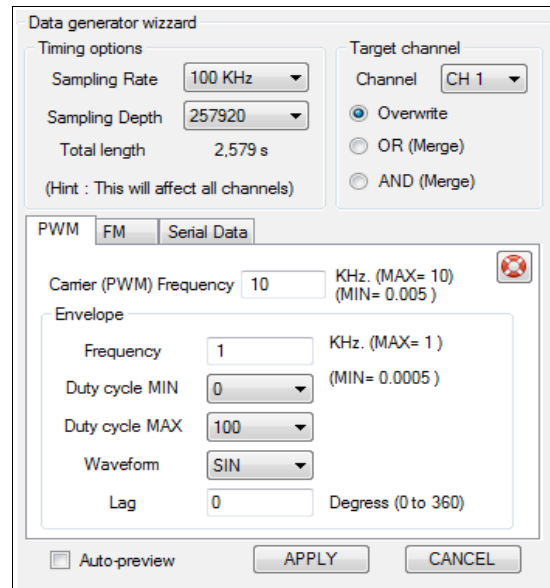 Data generator wizzard
Timing options
Sampling Rate 100 KHz
Sampling Depth 257920
Total length 2,579 s
(Hint : This will affect all channels)
Target channel
Channel CH 1
Overwrite
OR (Merge)
AND (Merge)
PWM FM Serial Data
Carrier (PWM) Frequency 10 KHz. (MAX= 10)
(MIN= 0.005 )
Envelope
Frequency 1 KHz. (MAX= 1 )
(MIN= 0.0005 )
Duty cycle MIN 0
Duty cycle MAX 100
Waveform SIN
Lag 0 Degress (0 to 360)
Auto-preview APPLY CANCEL